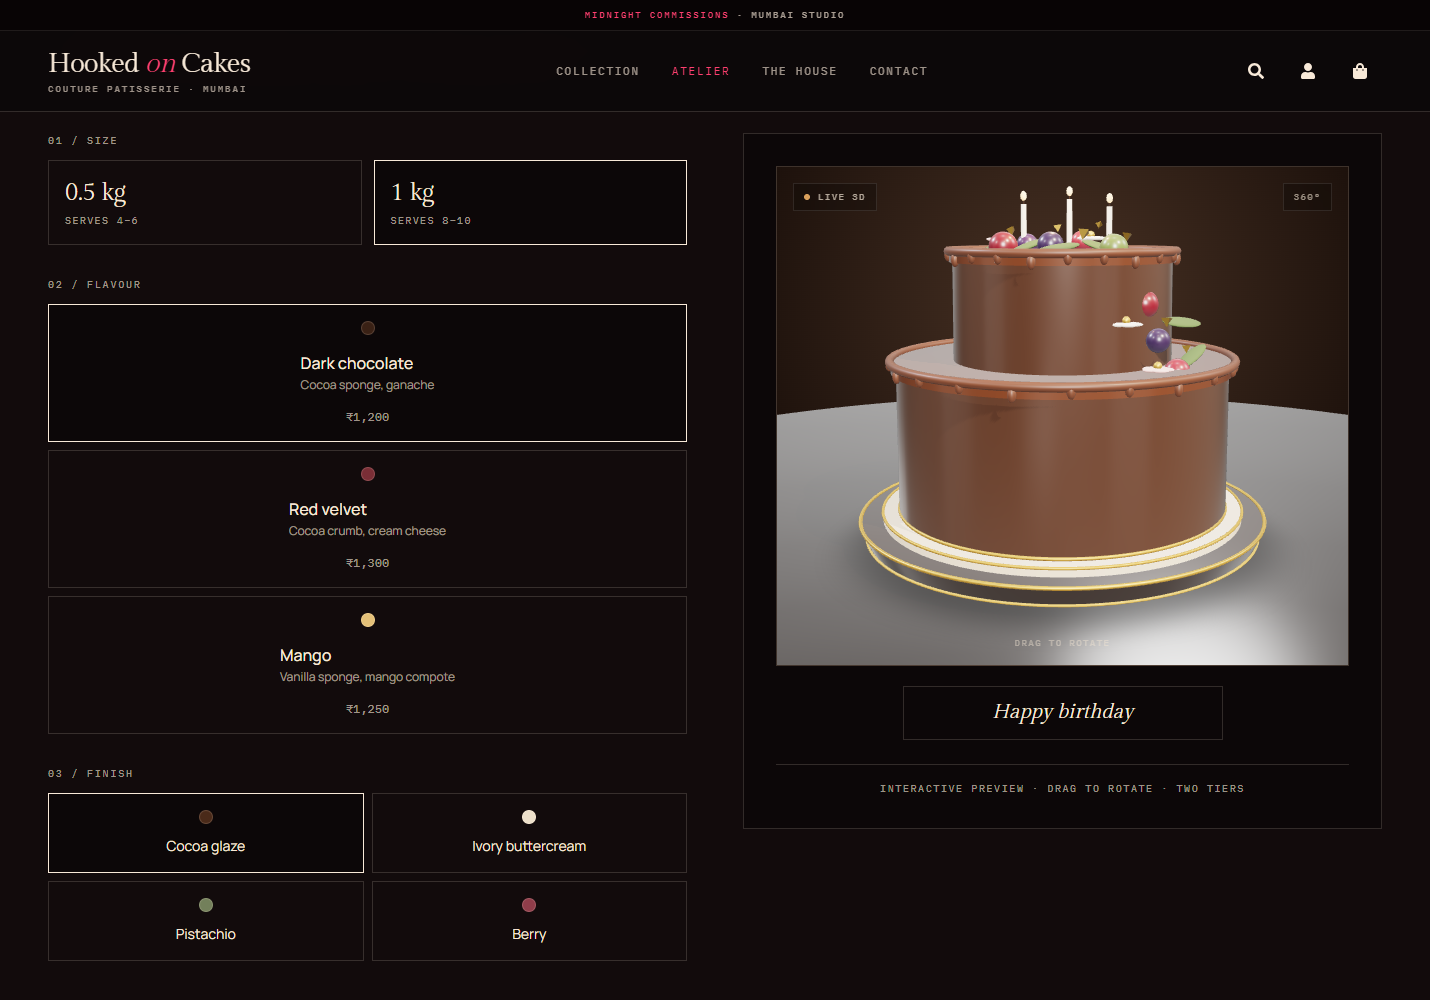 MIDNIGHT COMMISSIONS · MUMBAI STUDIO
Hooked on Cakes
COUTURE PATISSERIE · MUMBAI
COLLECTION
ATELIER
THE HOUSE
CONTACT
01 / SIZE
0.5 kg
SERVES 4–6
1 kg
SERVES 8–10
02 / FLAVOUR
Dark chocolate
Cocoa sponge, ganache
₹1,200
Red velvet
Cocoa crumb, cream cheese
₹1,300
Mango
Vanilla sponge, mango compote
₹1,250
03 / FINISH
Cocoa glaze
Ivory buttercream
Pistachio
Berry
LIVE 3D
360°
DRAG TO ROTATE
Happy birthday
INTERACTIVE PREVIEW · DRAG TO ROTATE · TWO TIERS